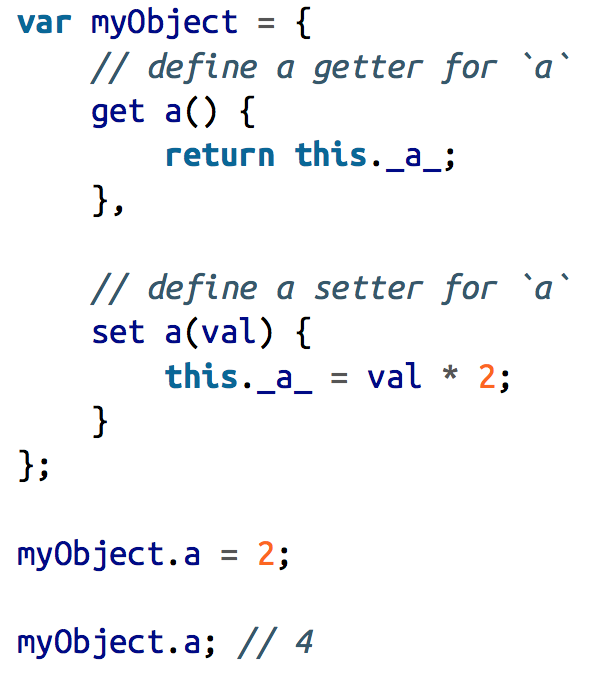 var myObject = {
    // define a getter for `a`
    get a() {
        return this._a_;
    },

    // define a setter for `a`
    set a(val) {
        this._a_ = val * 2;
    }
};

myObject.a = 2;

myObject.a; // 4